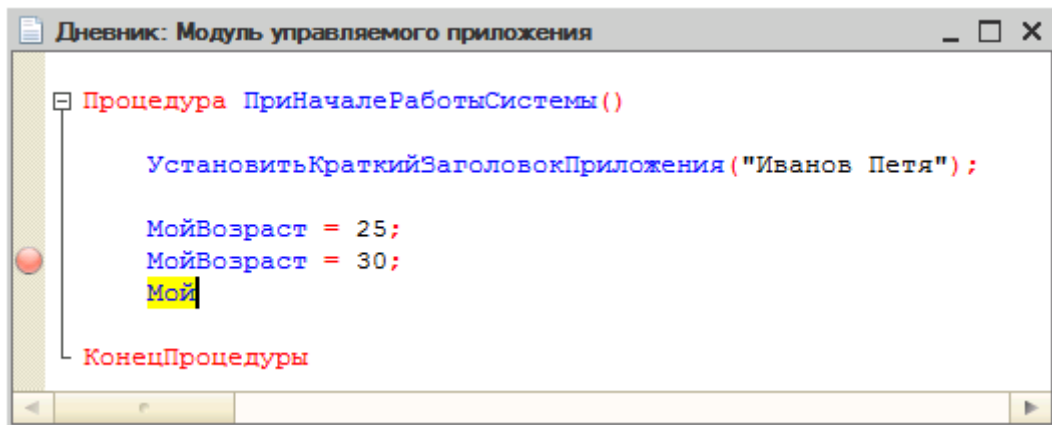 Дневник: Модуль управляемого приложения
Процедура ПриНачалеРаботыСистемы()
УстановитьКраткийЗаголовокПриложения("Иванов Петя");
МойВозраст = 25;
МойВозраст = 30;
Мой
КонецПроцедуры